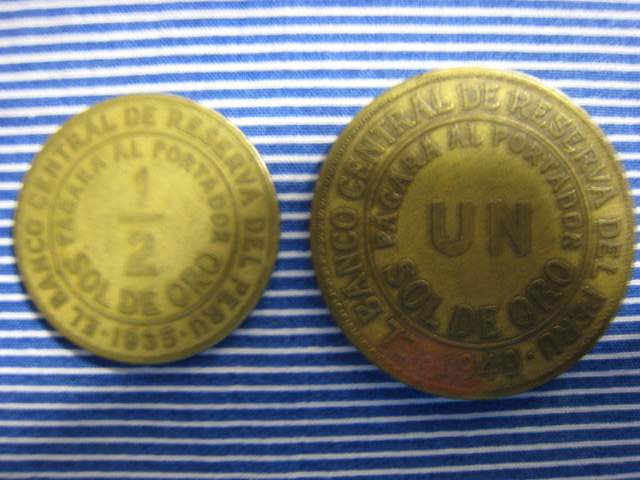 EL BANCO CENTRAL DE RESERVA DEL PERU
PAGARA AL PORTADOR
1/2
SOL DE ORO
1935
EL BANCO CENTRAL DE RESERVA DEL PERU
PAGARA AL PORTADOR
UN
SOL DE ORO